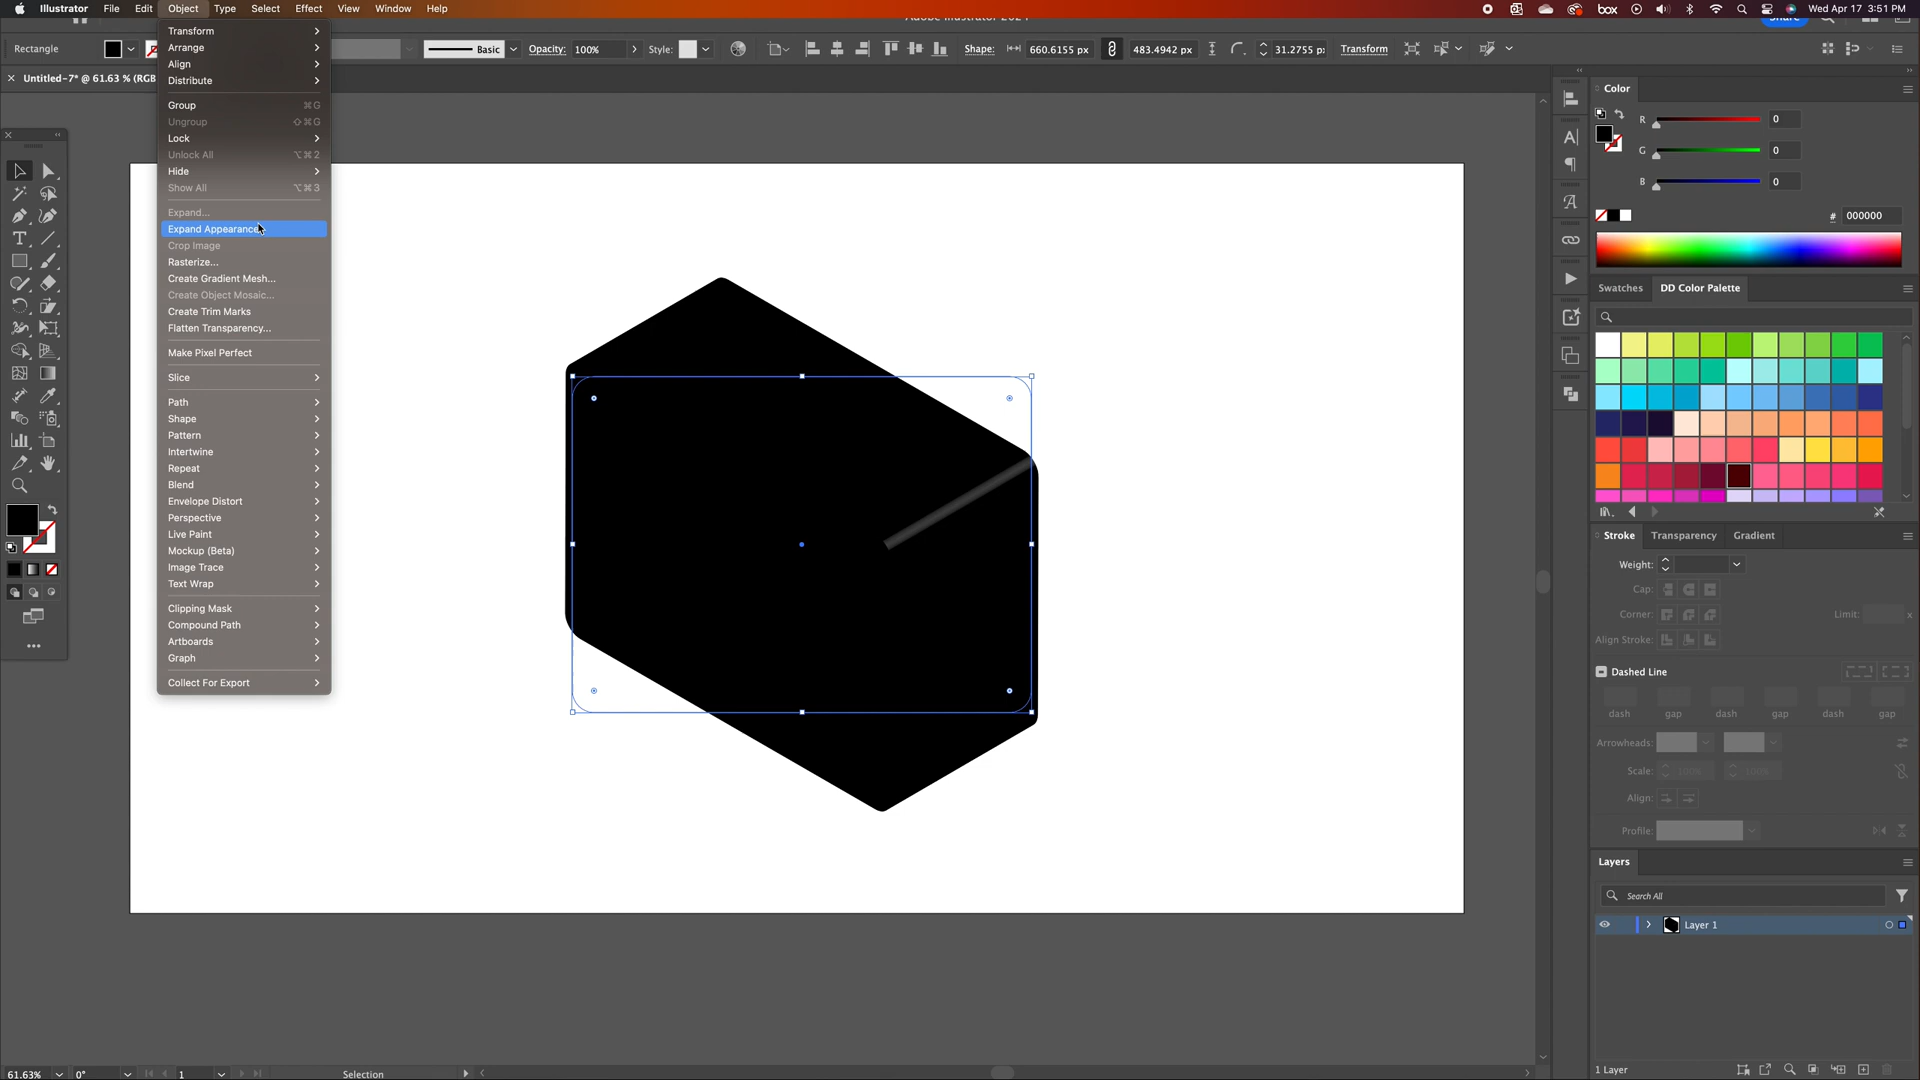 Illustrator File Edit Object Type Select Effect View Window Help
box Wed Apr 17 3:51 PM
Share
Rectangle Basic Opacity: 100% Style: Shape: 660.6155 px 483.4942 px 31.2755 p: Transform
Untitled-7* @ 61.63 % (RGB
Transform
Arrange
Align
Distribute
Group ⌘G
Ungroup ⇧⌘G
Lock
Unlock All ⌥⌘2
Hide
Show All ⌥⌘3
Expand...
Expand Appearance
Crop Image
Rasterize...
Create Gradient Mesh...
Create Object Mosaic...
Create Trim Marks
Flatten Transparency...
Make Pixel Perfect
Slice
Path
Shape
Pattern
Intertwine
Repeat
Blend
Envelope Distort
Perspective
Live Paint
Mockup (Beta)
Image Trace
Text Wrap
Clipping Mask
Compound Path
Artboards
Graph
Collect For Export
Color
R 0
G 0
B 0
# 000000
Swatches DD Color Palette
Stroke Transparency Gradient
Weight:
Cap:
Corner: Limit: x
Align Stroke:
Dashed Line
dash gap dash gap dash gap
Arrowheads:
Scale: 100% 100%
Align:
Profile:
Layers
Search All
Layer 1
1 Layer
61.63% 0° 1 Selection